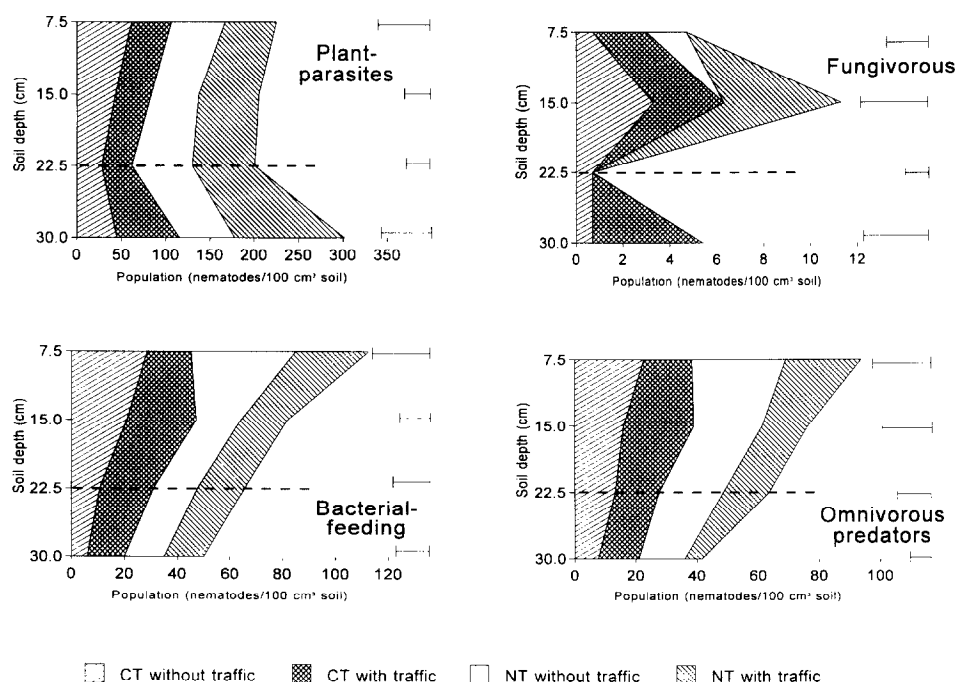 7.5
15.0
22.5
30.0
Soil depth (cm)
Plant-
parasites
0 50 100 150 200 250 300 350
Population (nematodes/100 cm³ soil)
7.5
15.0
22.5
30.0
Soil depth (cm)
Fungivorous
0 2 4 6 8 10 12
Population (nematodes/100 cm³ soil)
7.5
15.0
22.5
30.0
Soil depth (cm)
Bacterial-
feeding
0 20 40 60 80 100 120
Population (nematodes/100 cm³ soil)
7.5
15.0
22.5
30.0
Soil depth (cm)
Omnivorous
predators
0 20 40 60 80 100
Population (nematodes/100 cm³ soil)
CT without traffic CT with traffic NT without traffic NT with traffic